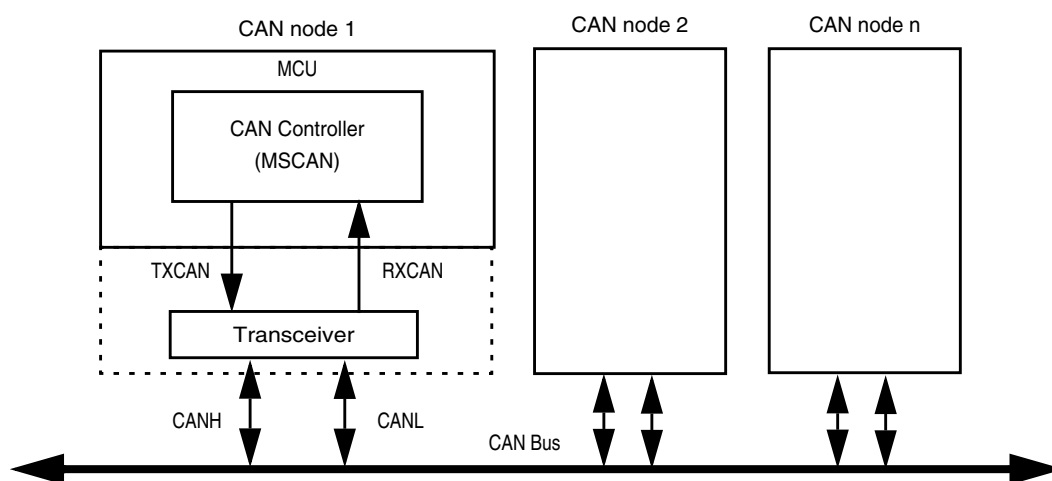 CAN node 1
CAN node 2
CAN node n
MCU
CAN Controller
(MSCAN)
TXCAN
RXCAN
Transceiver
CANH
CANL
CAN Bus